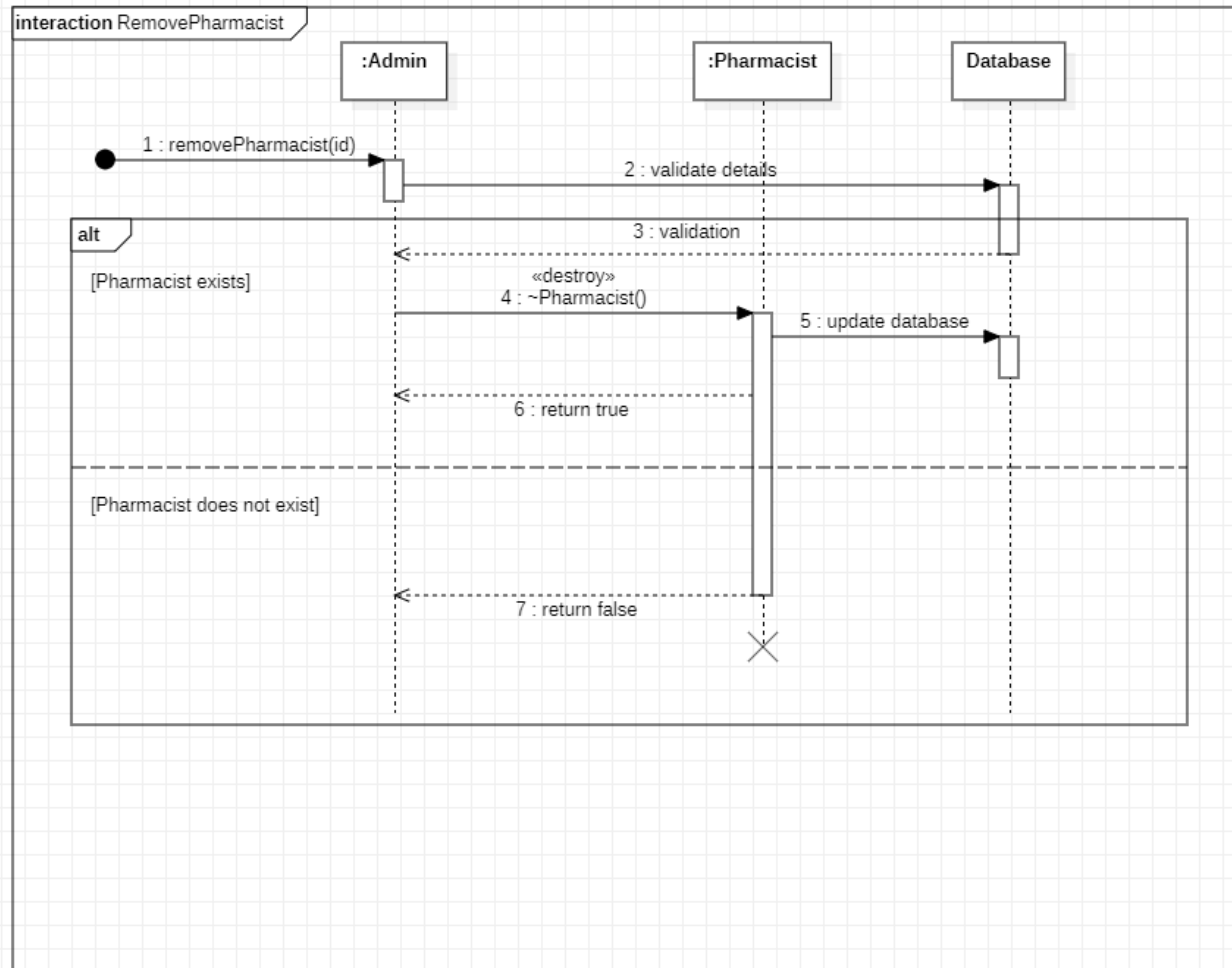 interaction RemovePharmacist
:Admin
:Pharmacist
Database
1 : removePharmacist(id)
2 : validate details
alt
3 : validation
[Pharmacist exists]
«destroy»
4 : ~Pharmacist()
5 : update database
6 : return true
[Pharmacist does not exist]
7 : return false